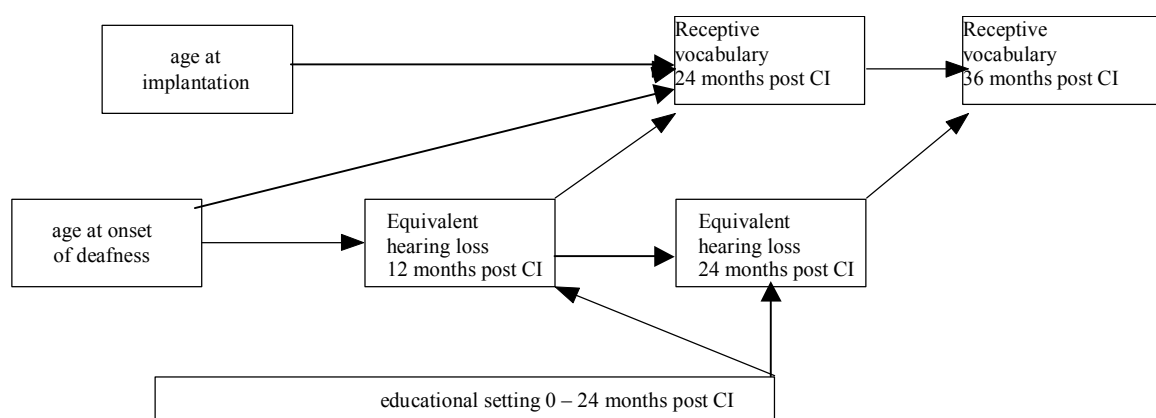 age at
implantation
Receptive
vocabulary
24 months post CI
Receptive
vocabulary
36 months post CI
age at onset
of deafness
Equivalent
hearing loss
12 months post CI
Equivalent
hearing loss
24 months post CI
educational setting 0 – 24 months post CI